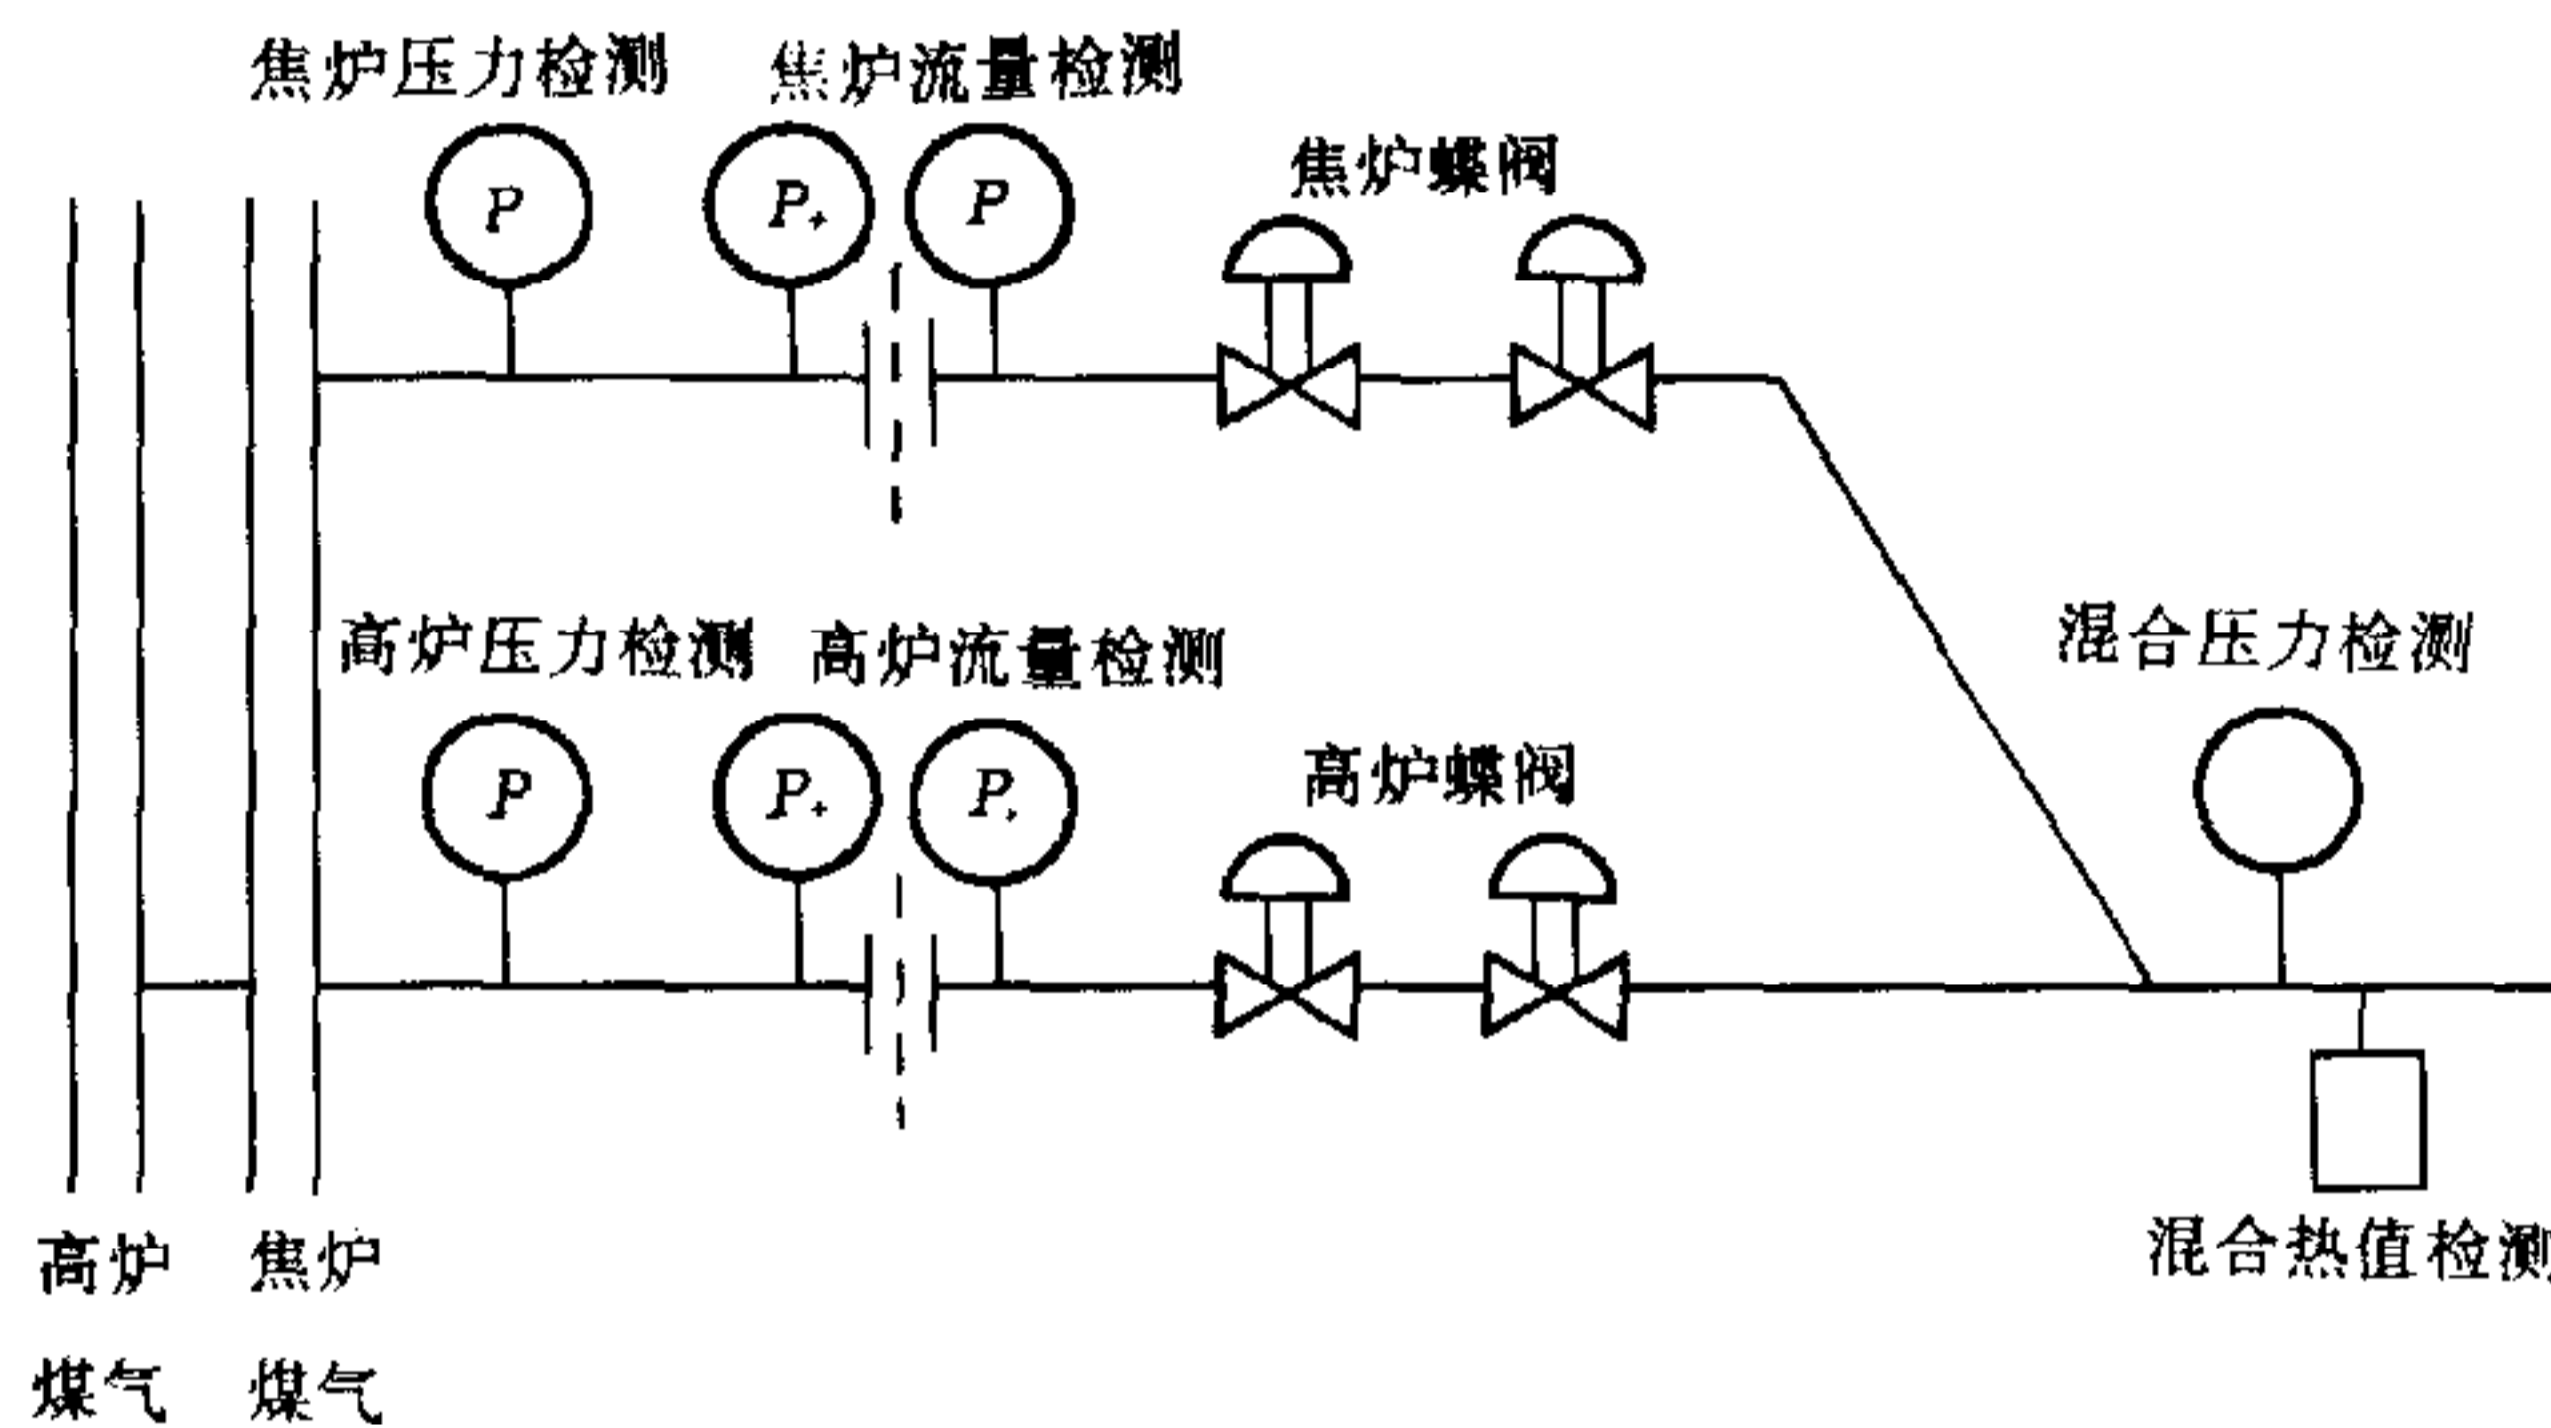 焦炉压力检测 焦炉流量检测
焦炉蝶阀
P P+ P
高炉压力检测 高炉流量检测
混合压力检测
高炉蝶阀
P P+ P+
高炉 焦炉
煤气 煤气
混合热值检测